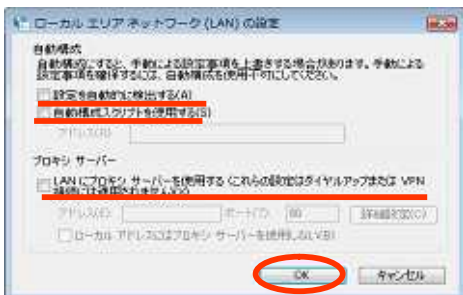 ローカル エリア ネットワーク (LAN) の設定
自動構成
自動構成にすると、手動による設定事項を上書きする場合があります。手動による
設定事項を確保するには、自動構成を使用不可にしてください。
設定を自動的に検出する(A)
自動構成スクリプトを使用する(S)
アドレス(R)
プロキシ サーバー
LAN にプロキシ サーバーを使用する (これらの設定はダイヤルアップまたは VPN
接続には適用されません)(X)
アドレス(E) ポート(T) 80 詳細設定(C)
ローカル アドレスにはプロキシ サーバーを使用しない(B)
OK キャンセル